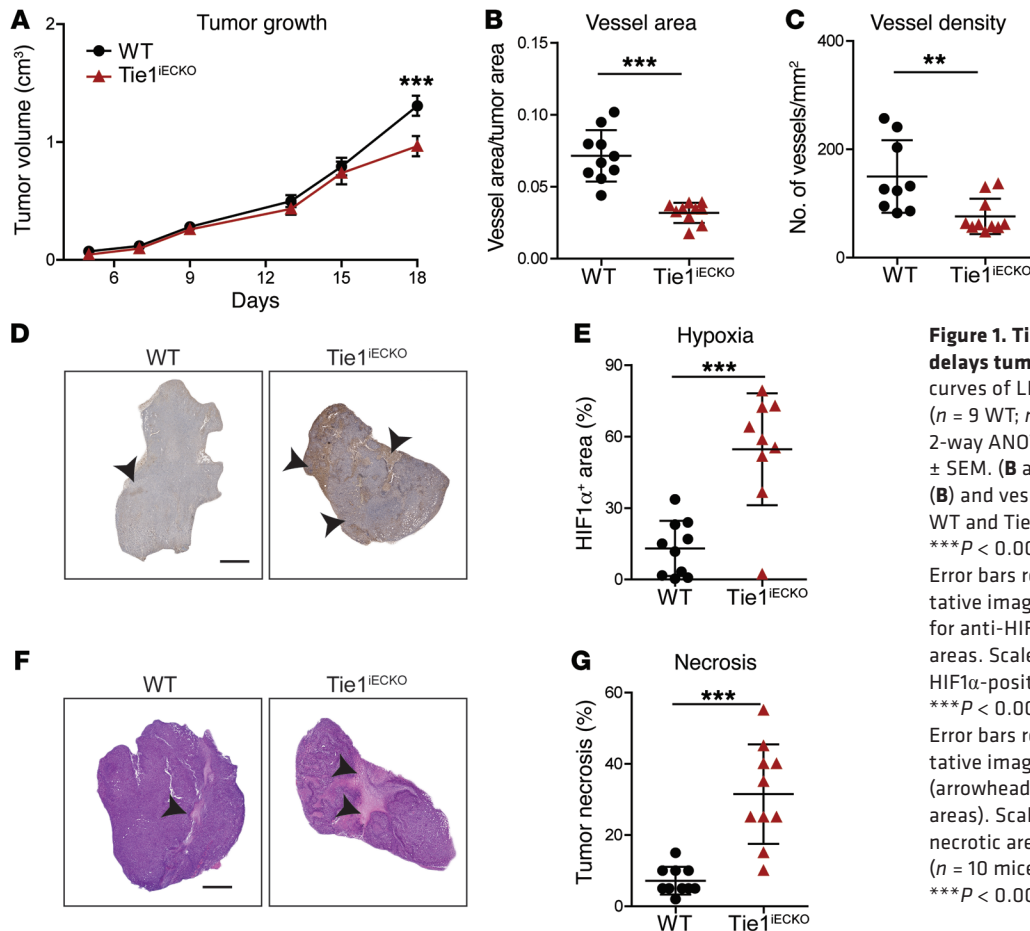 A
Tumor growth
Tumor volume (cm³)
2
1
0
WT
Tie1iECKO
***
6
9
12
15
18
Days
B
Vessel area
Vessel area/tumor area
0.15
0.10
0.05
0.00
***
WT
Tie1iECKO
C
Vessel density
No. of vessels/mm²
400
200
0
**
WT
Tie1iECKO
D
WT
Tie1iECKO
E
Hypoxia
HIF1α⁺ area (%)
90
60
30
0
***
WT
Tie1iECKO
F
WT
Tie1iECKO
G
Necrosis
Tumor necrosis (%)
60
40
20
0
***
WT
Tie1iECKO
Figure 1. Ti
delays tum
curves of Ll
(n = 9 WT; n
2-way ANO
± SEM. (B a
(B) and ves
WT and Tie
***P < 0.00
Error bars r
tative imag
for anti-HIF
areas. Scale
HIF1α-posit
***P < 0.00
Error bars r
tative imag
(arrowhead
areas). Scal
necrotic are
(n = 10 mice
***P < 0.00